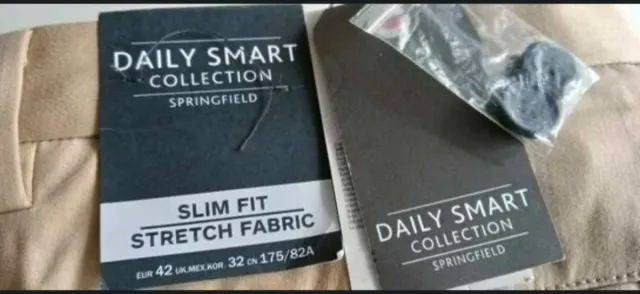 DAILY SMART
COLLECTION
SPRINGFIELD
SLIM FIT
STRETCH FABRIC
EUR 42 UK.MEX.KOR. 32 CN 175/82A
DAILY SMART
COLLECTION
SPRINGFIELD